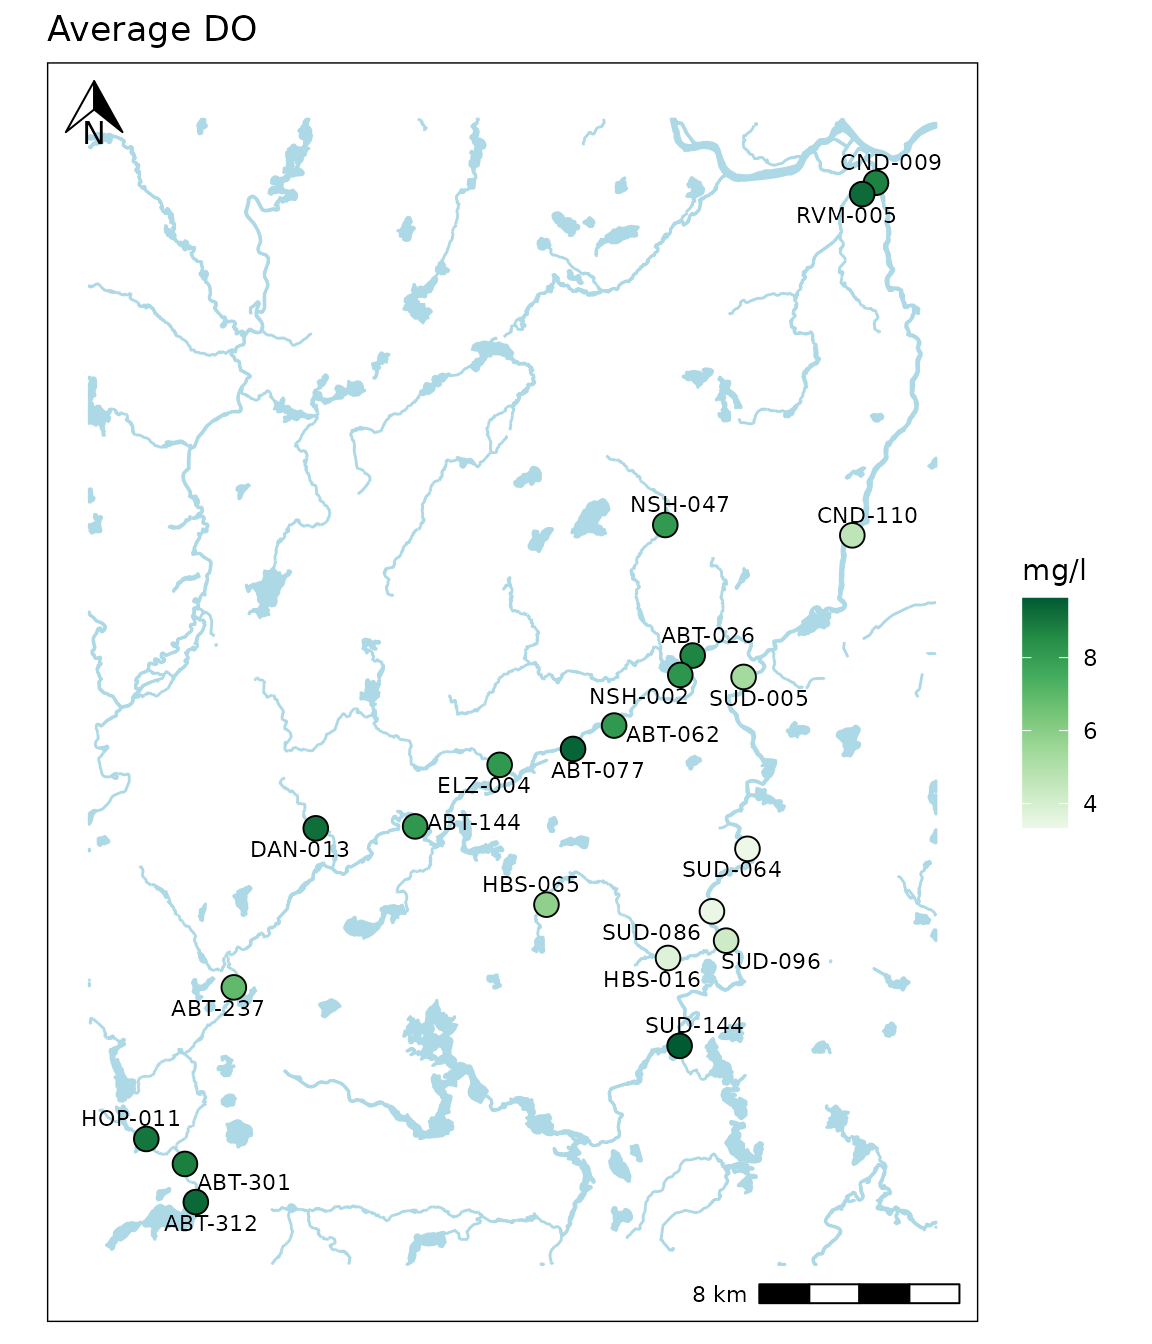 Average DO
N
CND-009
RVM-005
NSH-047
CND-110
mg/l
8
6
4
ABT-026
NSH-002
SUD-005
ABT-062
ABT-077
ELZ-004
ABT-144
DAN-013
SUD-064
HBS-065
SUD-086
SUD-096
HBS-016
ABT-237
SUD-144
HOP-011
ABT-301
ABT-312
8 km